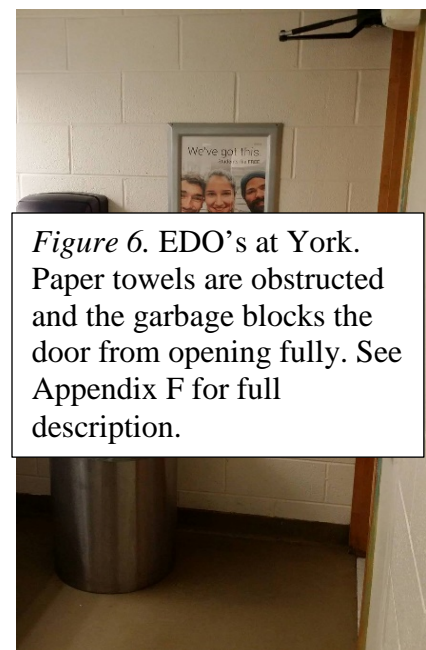 We've got this.
Figure 6. EDO's at York.
Paper towels are obstructed
and the garbage blocks the
door from opening fully. See
Appendix F for full
description.